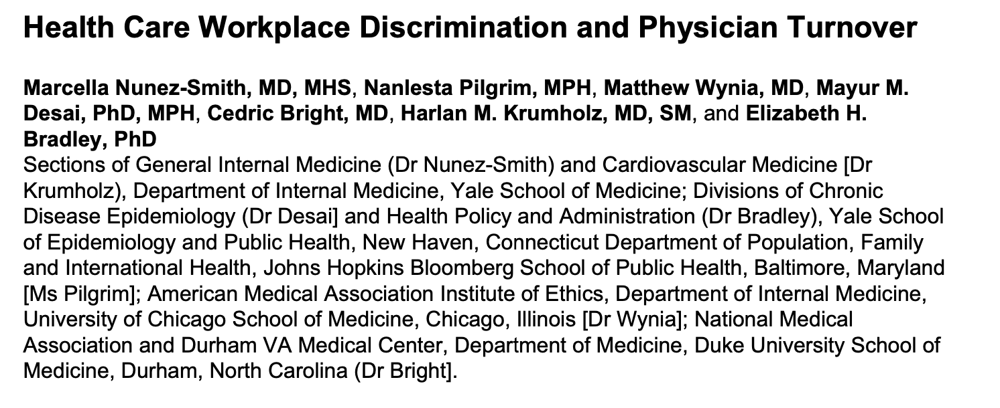 Health Care Workplace Discrimination and Physician Turnover
Marcella Nunez-Smith, MD, MHS, Nanlesta Pilgrim, MPH, Matthew Wynia, MD, Mayur M.
Desai, PhD, MPH, Cedric Bright, MD, Harlan M. Krumholz, MD, SM, and Elizabeth H.
Bradley, PhD
Sections of General Internal Medicine (Dr Nunez-Smith) and Cardiovascular Medicine [Dr
Krumholz), Department of Internal Medicine, Yale School of Medicine; Divisions of Chronic
Disease Epidemiology (Dr Desai] and Health Policy and Administration (Dr Bradley), Yale School
of Epidemiology and Public Health, New Haven, Connecticut Department of Population, Family
and International Health, Johns Hopkins Bloomberg School of Public Health, Baltimore, Maryland
[Ms Pilgrim]; American Medical Association Institute of Ethics, Department of Internal Medicine,
University of Chicago School of Medicine, Chicago, Illinois [Dr Wynia]; National Medical
Association and Durham VA Medical Center, Department of Medicine, Duke University School of
Medicine, Durham, North Carolina (Dr Bright].